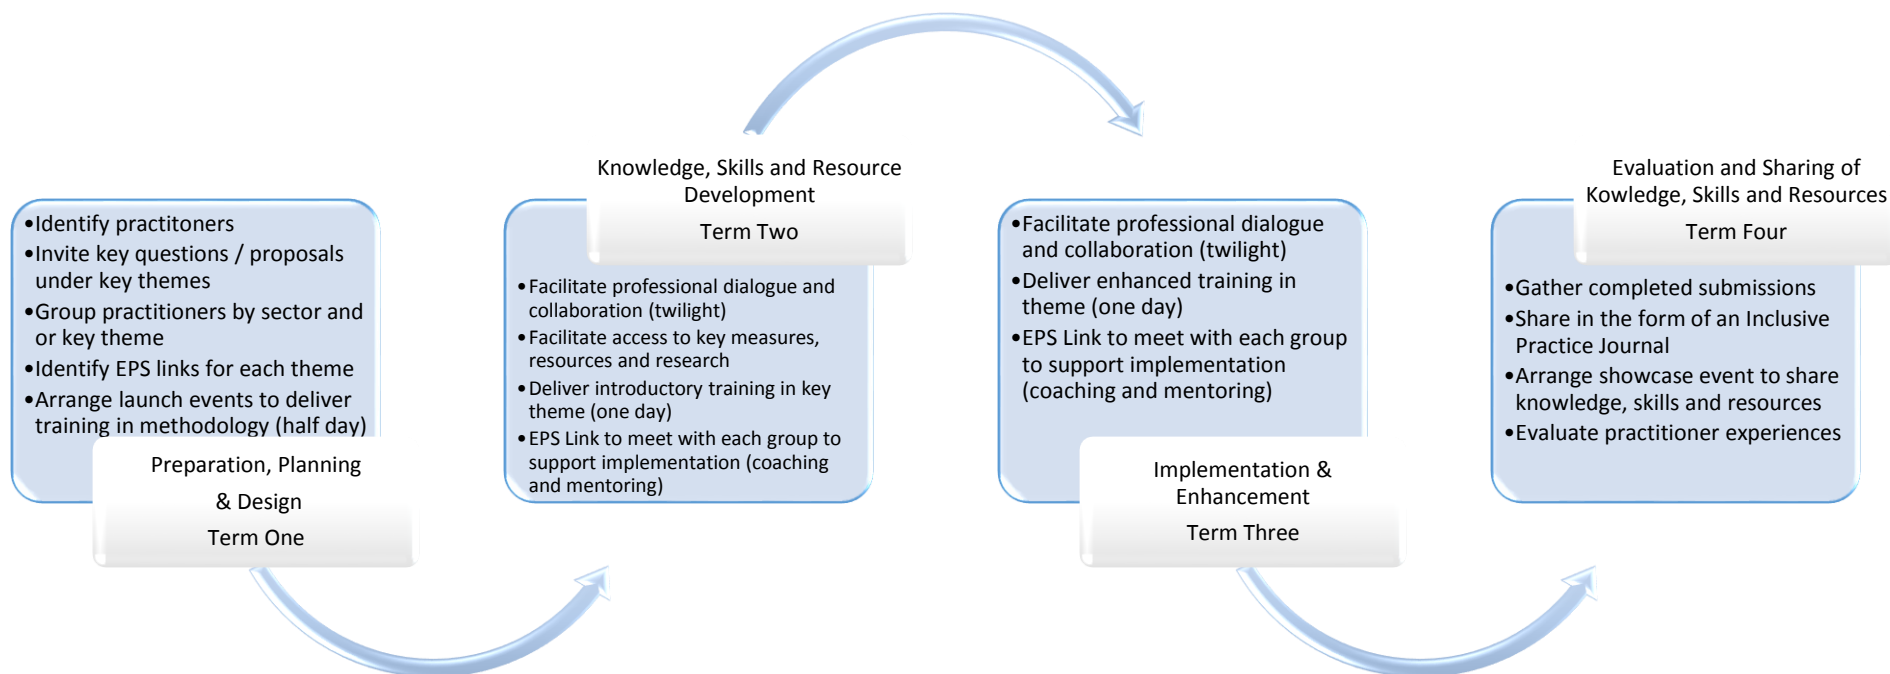 •Identify practitoners
•Invite key questions / proposals
under key themes
•Group practitioners by sector and
or key theme
•Identify EPS links for each theme
•Arrange launch events to deliver
training in methodology (half day)
Preparation, Planning
& Design
Term One
Knowledge, Skills and Resource
Development
Term Two
•Facilitate professional dialogue and
collaboration (twilight)
•Facilitate access to key measures,
resources and research
•Deliver introductory training in key
theme (one day)
•EPS Link to meet with each group to
support implementation (coaching
and mentoring)
•Facilitate professional dialogue
and collaboration (twilight)
•Deliver enhanced training in
theme (one day)
•EPS Link to meet with each group
to support implementation
(coaching and mentoring)
Implementation &
Enhancement
Term Three
Evaluation and Sharing of
Kowledge, Skills and Resources
Term Four
•Gather completed submissions
•Share in the form of an Inclusive
Practice Journal
•Arrange showcase event to share
knowledge, skills and resources
•Evaluate practitioner experiences